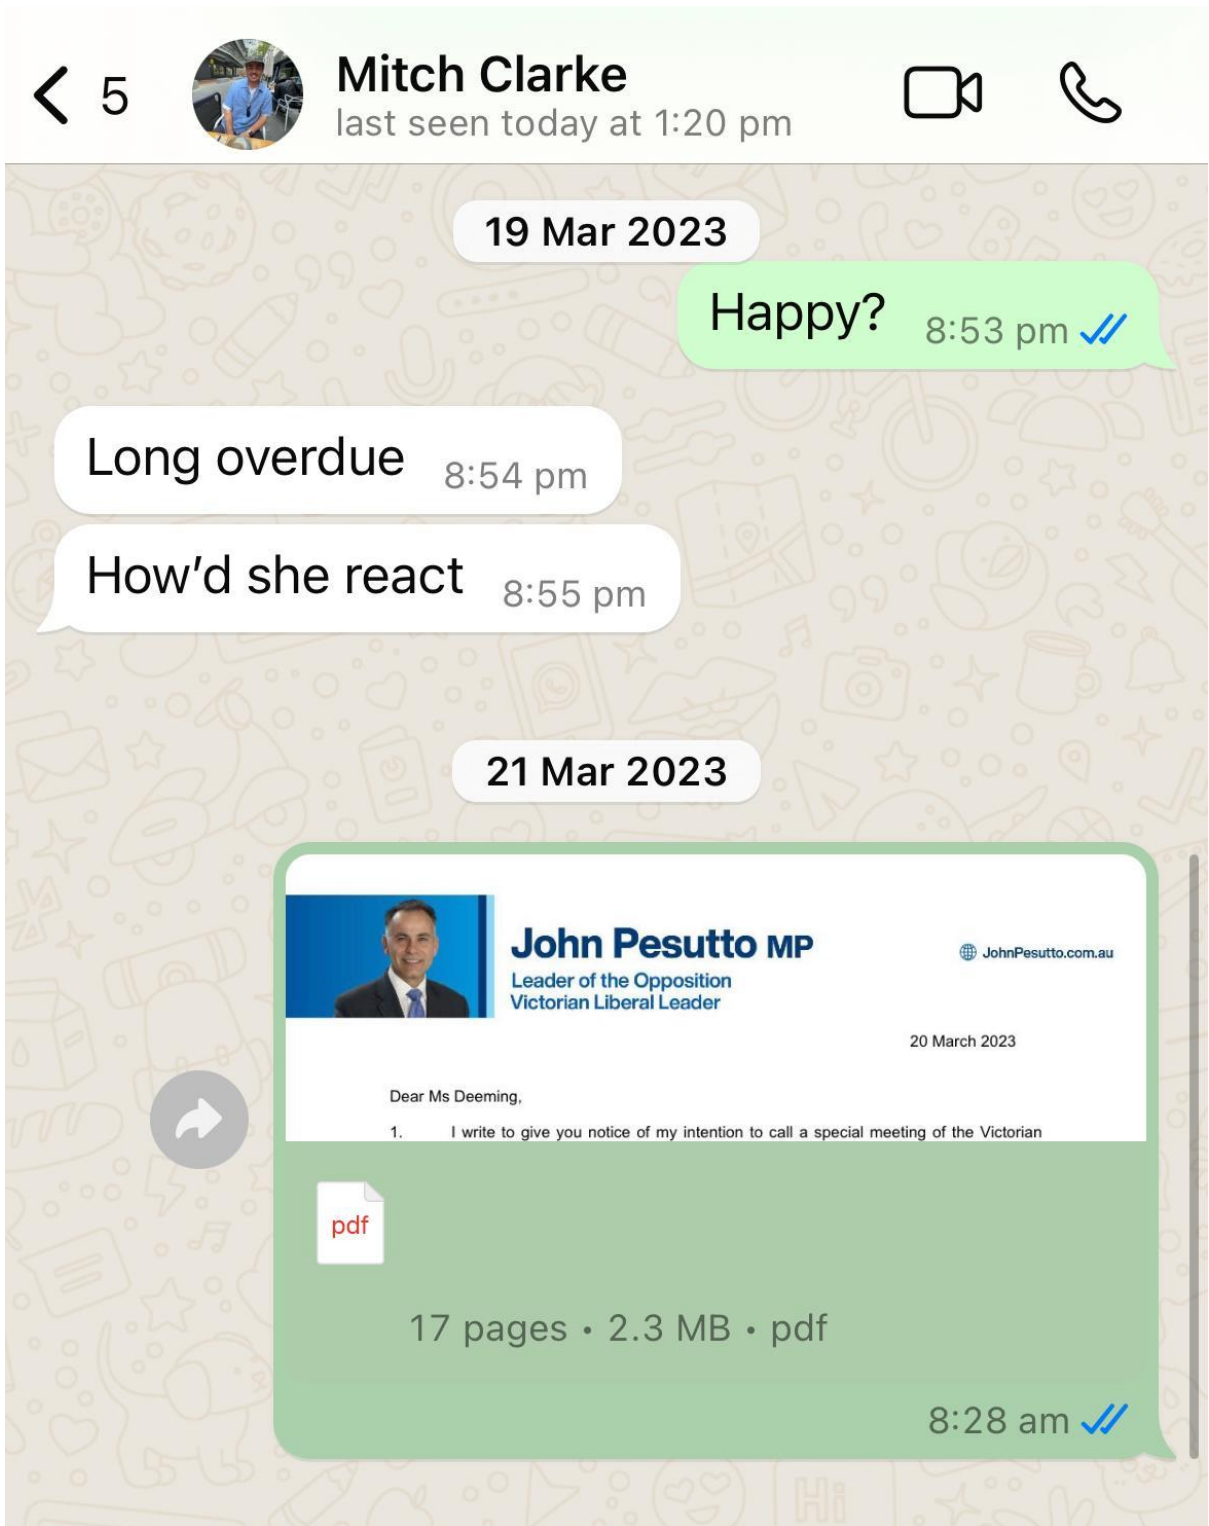 5
Mitch Clarke
last seen today at 1:20 pm
19 Mar 2023
Happy? 8:53 pm
Long overdue 8:54 pm
How'd she react 8:55 pm
21 Mar 2023
John Pesutto MP
JohnPesutto.com.au
Leader of the Opposition
Victorian Liberal Leader
20 March 2023
Dear Ms Deeming,
1. I write to give you notice of my intention to call a special meeting of the Victorian
pdf
17 pages • 2.3 MB • pdf
8:28 am
Hi